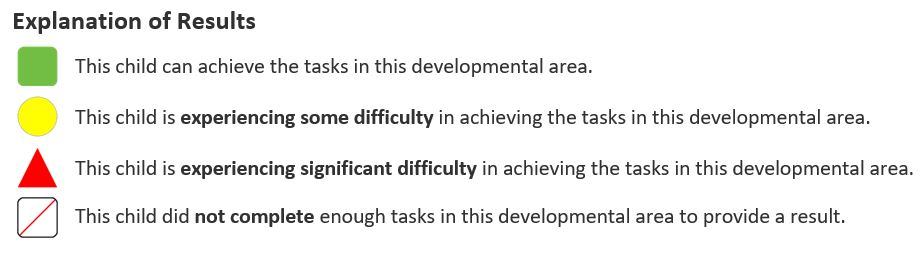 Explanation of Results
This child can achieve the tasks in this developmental area.
This child is experiencing some difficulty in achieving the tasks in this developmental area.
This child is experiencing significant difficulty in achieving the tasks in this developmental area.
This child did not complete enough tasks in this developmental area to provide a result.